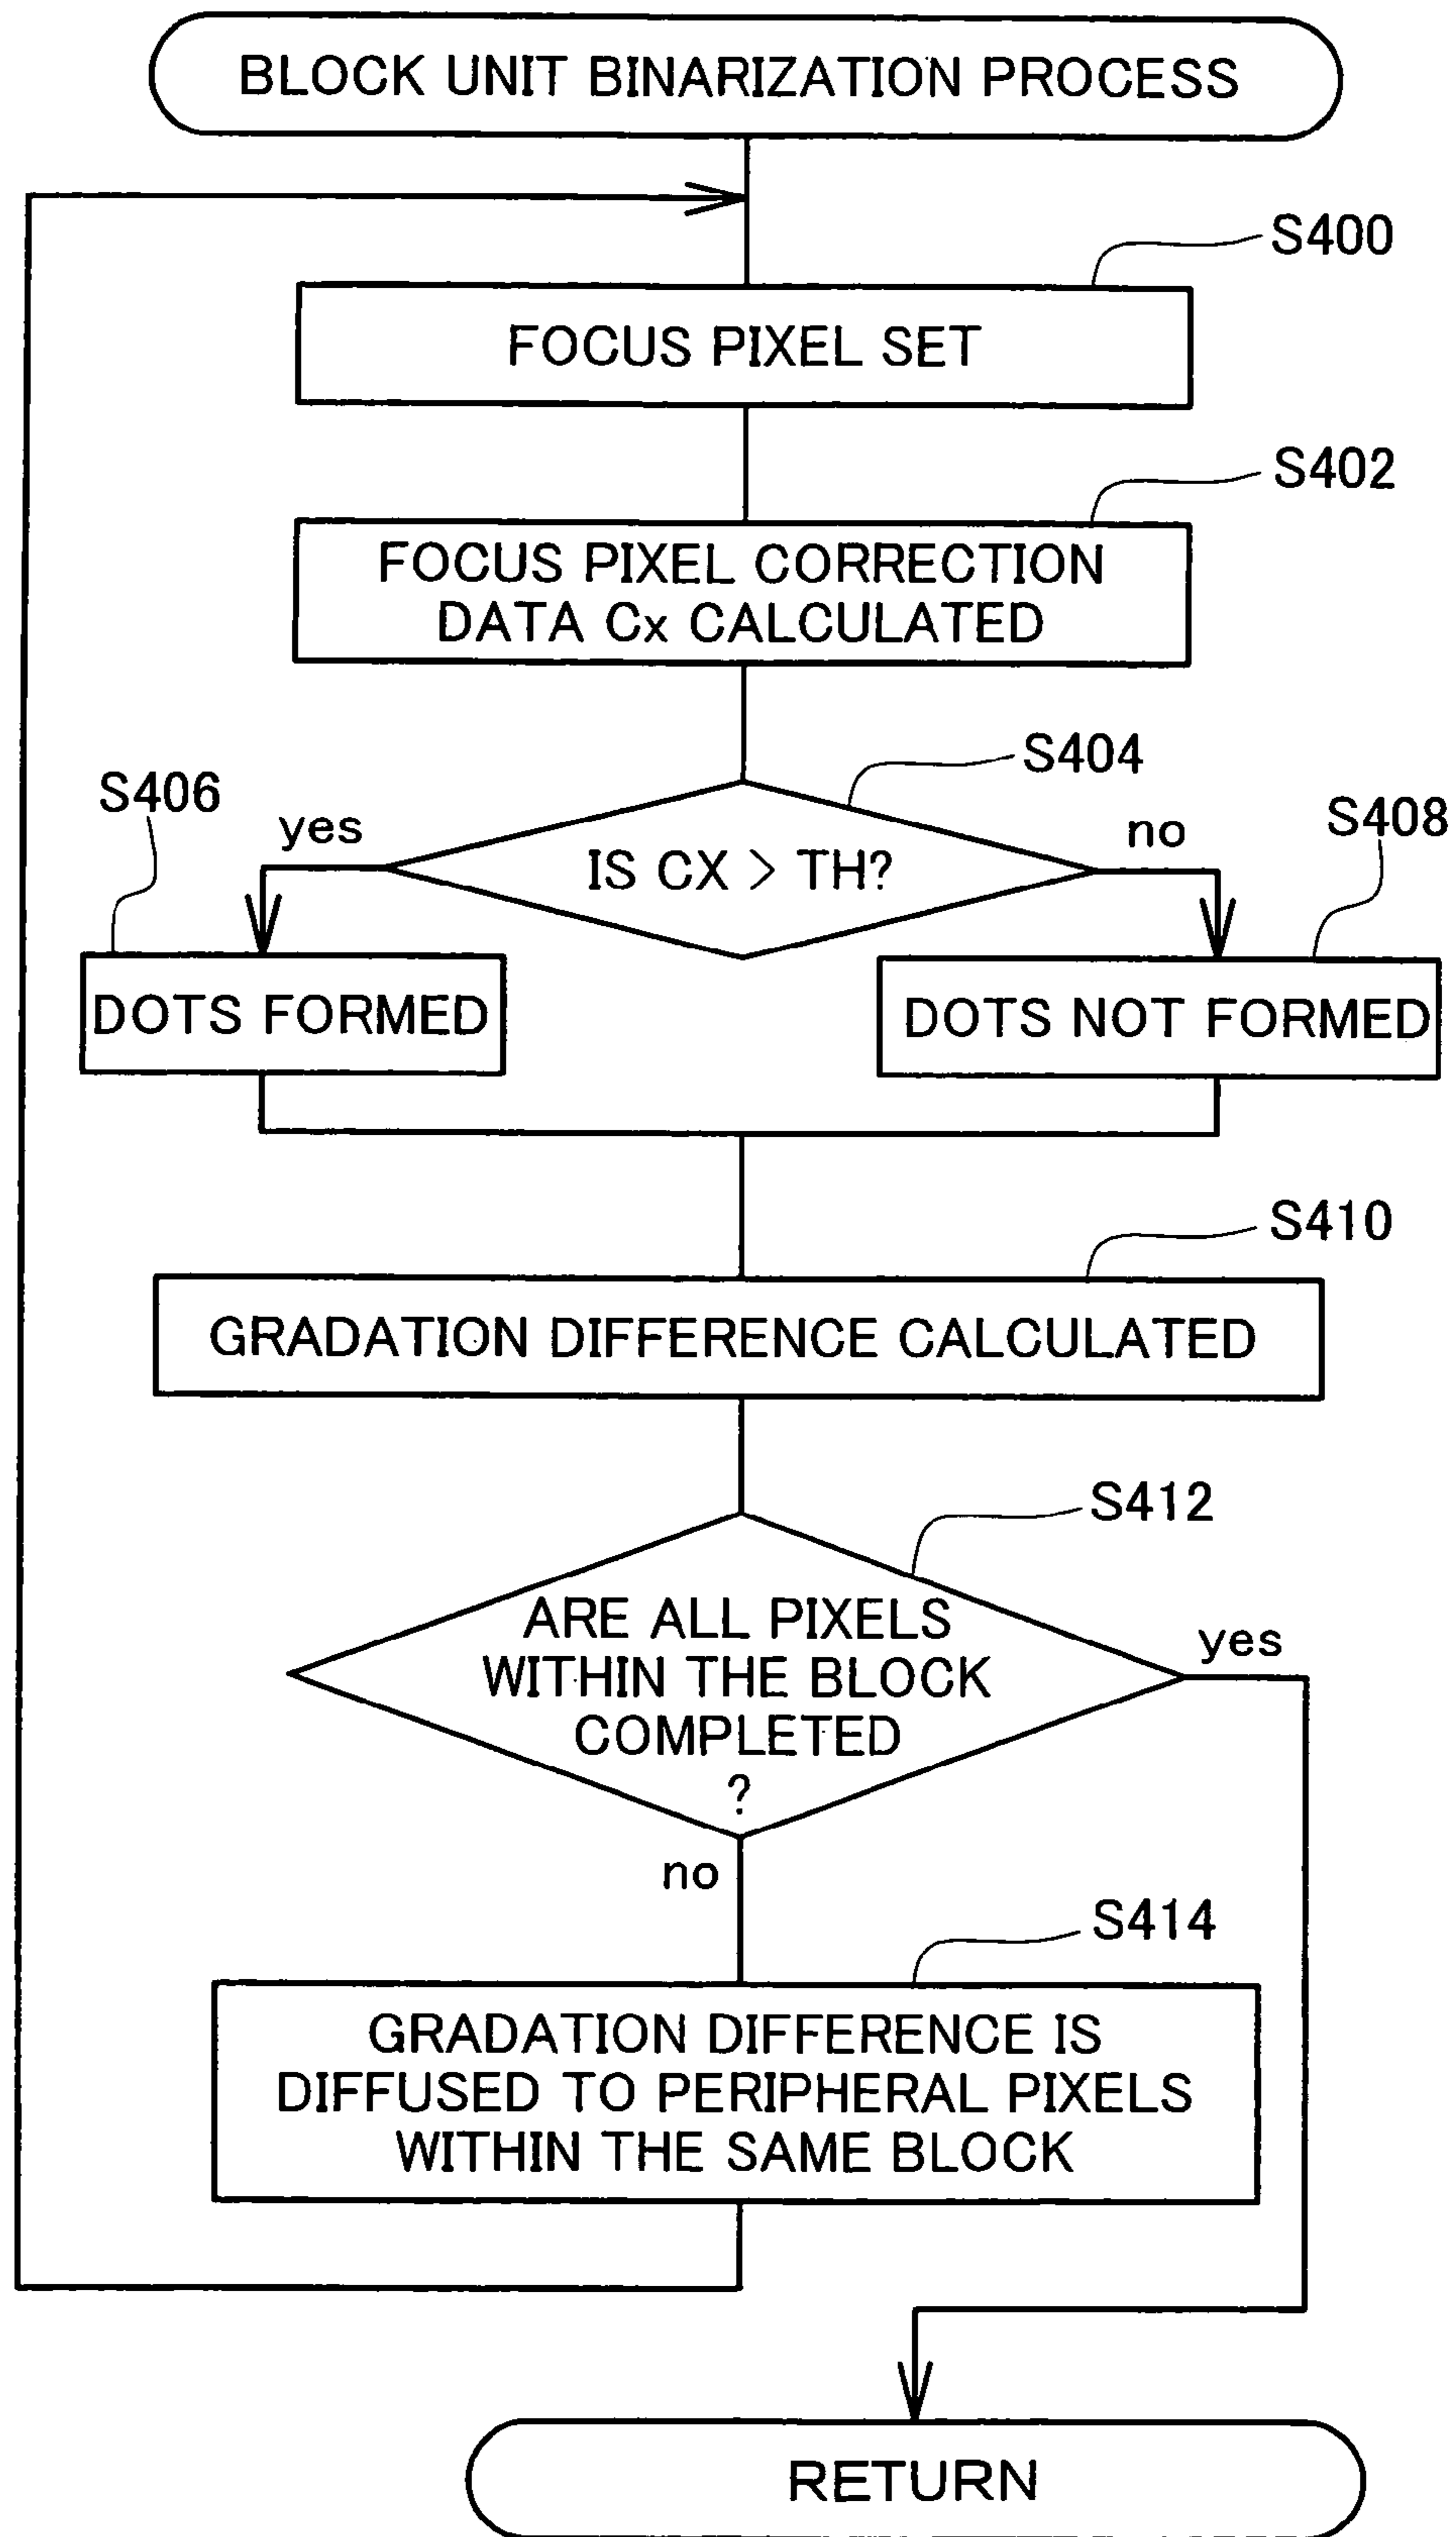 BLOCK UNIT BINARIZATION PROCESS
S400
FOCUS PIXEL SET
S402
FOCUS PIXEL CORRECTION
DATA Cx CALCULATED
S404
S406
yes
no
S408
IS CX > TH?
DOTS FORMED
DOTS NOT FORMED
S410
GRADATION DIFFERENCE CALCULATED
S412
ARE ALL PIXELS
WITHIN THE BLOCK
COMPLETED
?
yes
no
S414
GRADATION DIFFERENCE IS
DIFFUSED TO PERIPHERAL PIXELS
WITHIN THE SAME BLOCK
RETURN